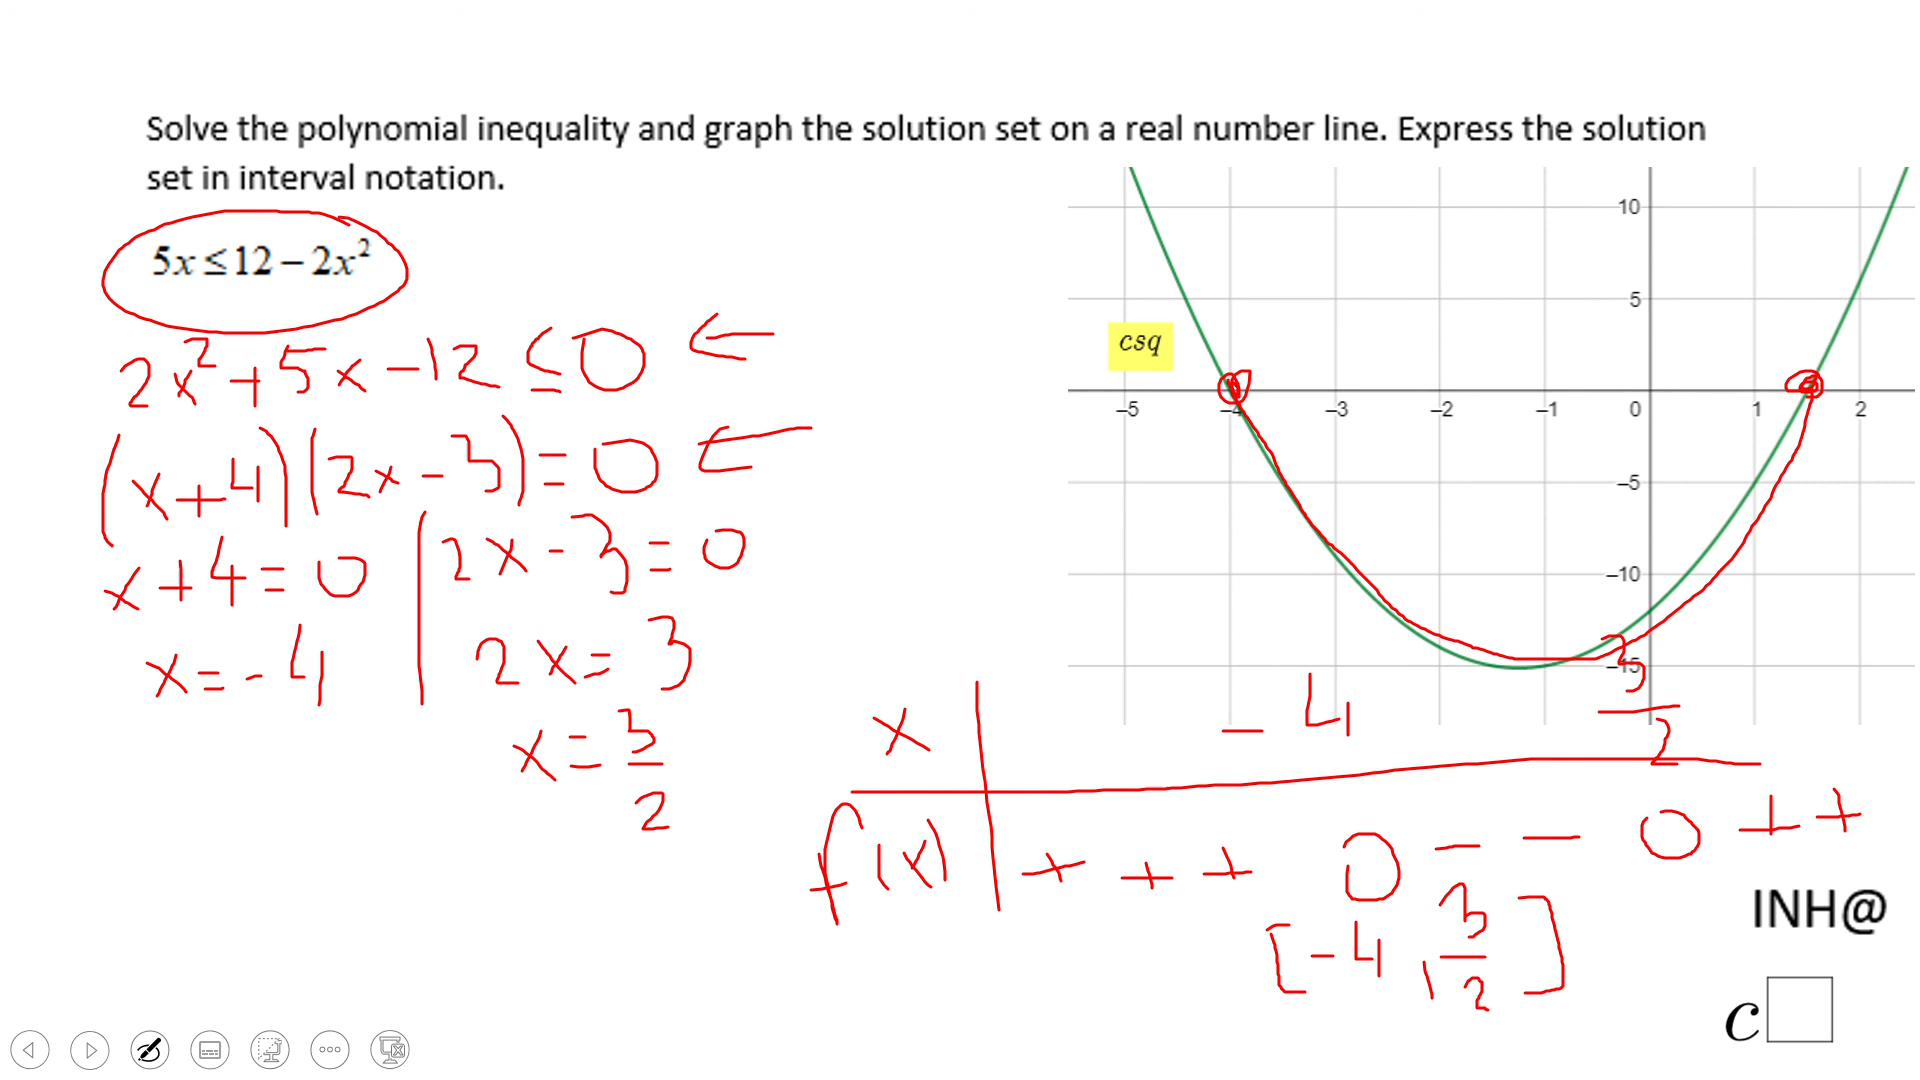 Solve the polynomial inequality and graph the solution set on a real number line. Express the solution
set in interval notation.
5x ≤ 12 − 2x²
2x² + 5x − 12 ≤ 0 ←
(x + 4)(2x − 3) = 0 ←
x + 4 = 0 | 2x − 3 = 0
x = −4 | 2x = 3
x = 3/2
10
5
csq
−5 −4 −3 −2 −1 0 1 2
−5
−10
−15
x | −4 3/2
f(x) | + + + 0 − − 0 + +
[−4, 3/2]
INH@
c